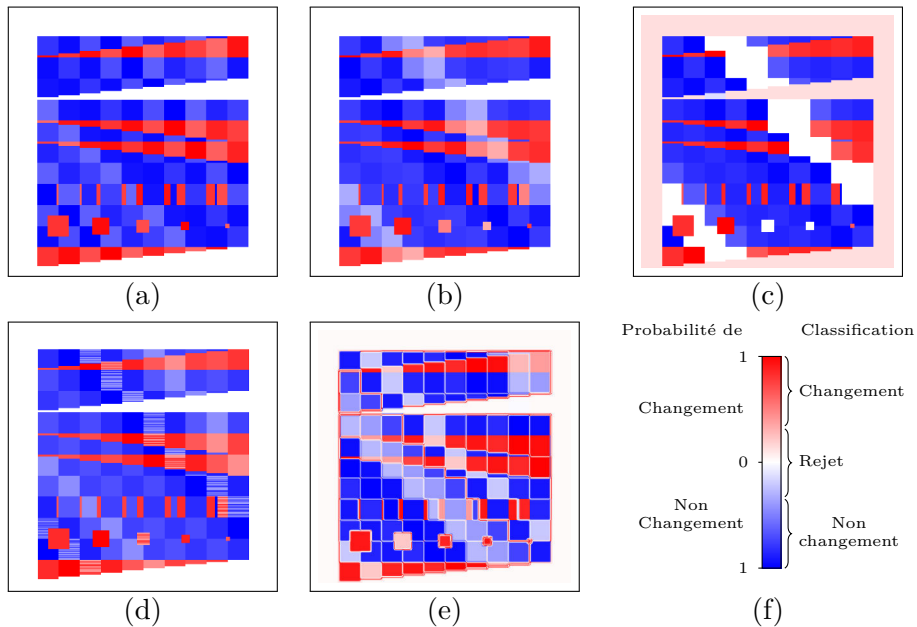 (a)
(b)
(c)
Probabilité de
Classification
1
Changement
Changement
0
Rejet
Non
Changement
Non
changement
1
(d)
(e)
(f)